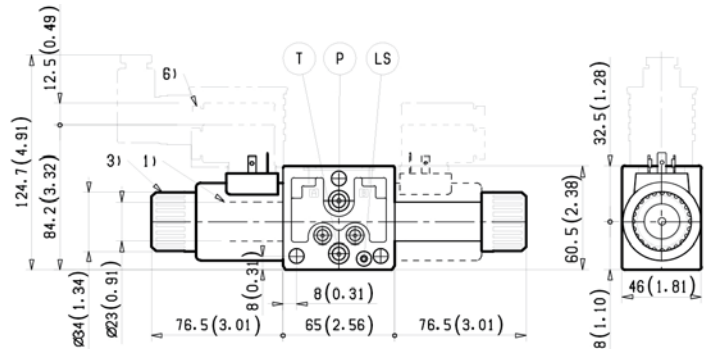 12.5(0.49)
6)
T P LS
32.5(1.28)
124.7(4.91)
84.2(3.32)
3) 1)
60.5(2.38)
8(0.31)
8(0.31)
Ø34(1.34)
Ø23(0.91)
76.5(3.01) 65(2.56) 76.5(3.01)
46(1.81)
8(1.10)